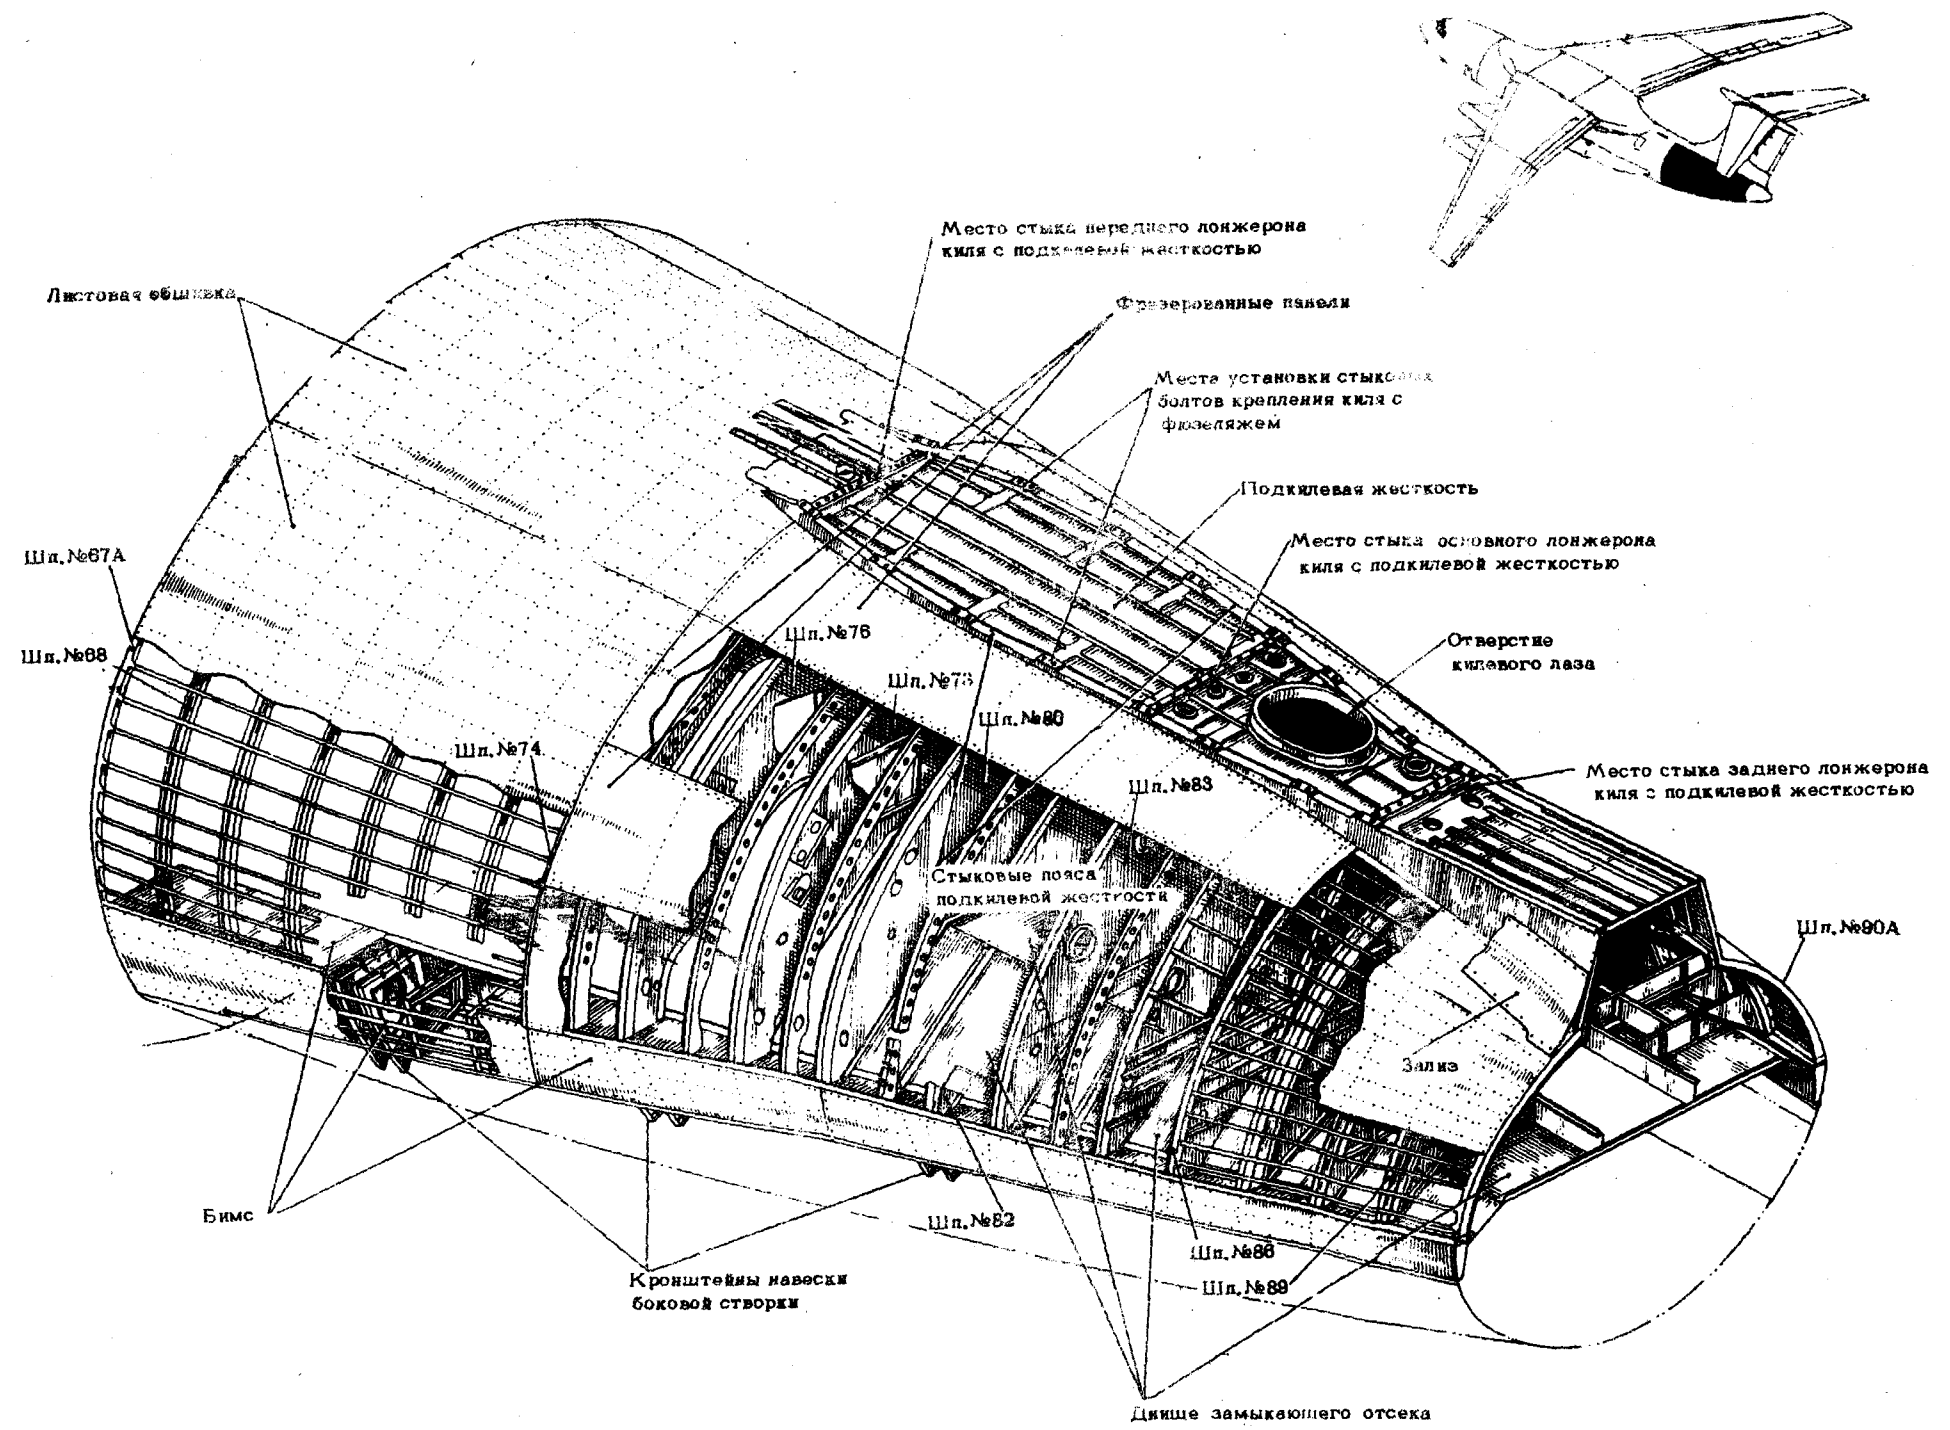 Место стыка переднего лонжерона
киля с подкилевой жесткостью
Листовая обшивка
Фрезерованные панели
Места установки стыковых
болтов крепления киля с
фюзеляжем
Подкилевая жесткость
Место стыка основного лонжерона
киля с подкилевой жесткостью
Шп.№67А
Шп.№68
Шп.№76
Отверстие
килевого лаза
Шп.№78
Шп.№80
Шп.№74
Шп.№83
Место стыка заднего лонжерона
киля с подкилевой жесткостью
Стыковые пояса
подкилевой жесткости
Шп.№90А
Зализ
Бимс
Шп.№82
Шп.№86
Шп.№89
Кронштейны навески
боковой створки
Днище замыкающего отсека